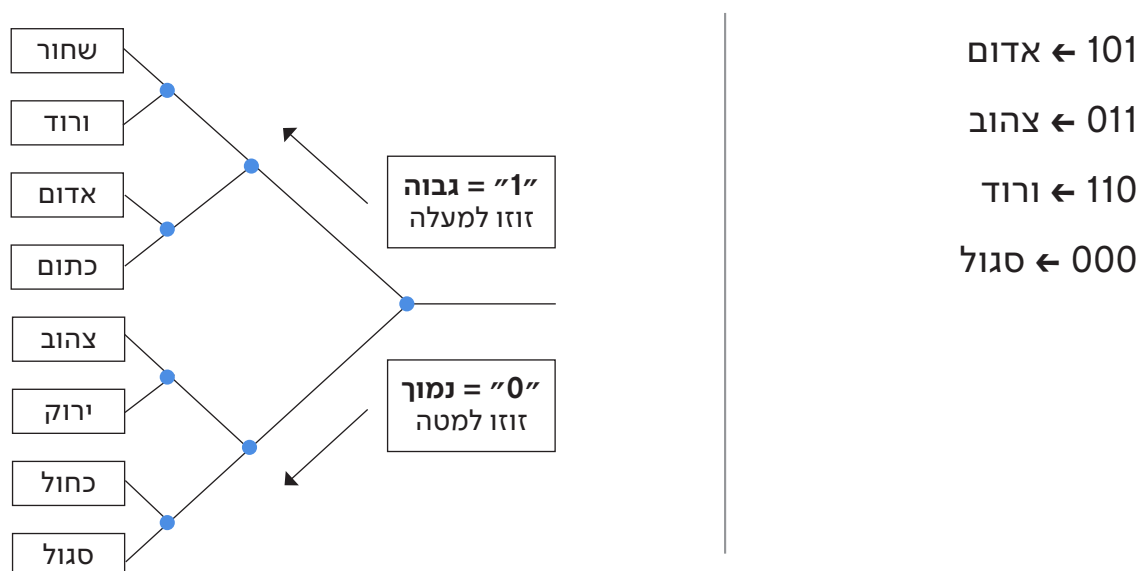 101 ← אדום
011 ← צהוב
110 ← ורוד
000 ← סגול
"1" = גבוה
זוזו למעלה
"0" = נמוך
זוזו למטה
שחור
ורוד
אדום
כתום
צהוב
ירוק
כחול
סגול